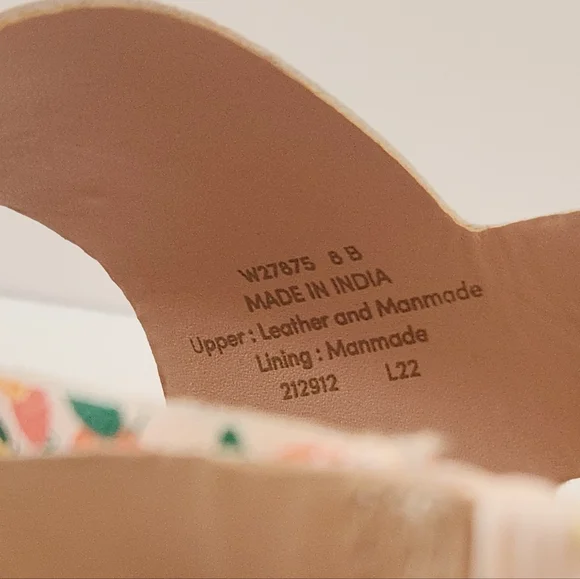 W27875 8 B
MADE IN INDIA
Upper : Leather and Manmade
Lining : Manmade
212912 L22